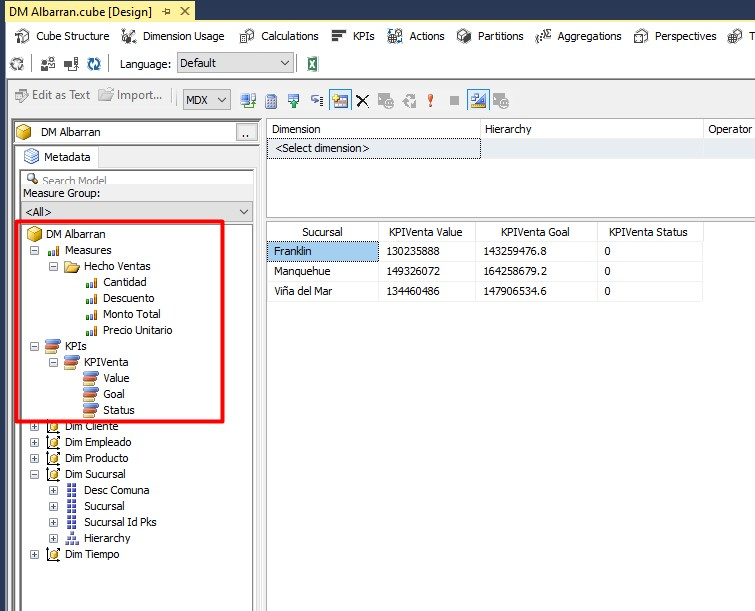 DM Albarran.cube [Design]
Cube Structure Dimension Usage Calculations KPIs Actions Partitions Aggregations Perspectives
Language: Default
Edit as Text Import... MDX
DM Albarran ..
Metadata
Search Model
Measure Group:
<All>
DM Albarran
Measures
Hecho Ventas
Cantidad
Descuento
Monto Total
Precio Unitario
KPIs
KPIVenta
Value
Goal
Status
Dim Cliente
Dim Empleado
Dim Producto
Dim Sucursal
Desc Comuna
Sucursal
Sucursal Id Pks
Hierarchy
Dim Tiempo
Dimension Hierarchy Operator
<Select dimension>
Sucursal KPIVenta Value KPIVenta Goal KPIVenta Status
Franklin 130235888 143259476.8 0
Manquehue 149326072 164258679.2 0
Viña del Mar 134460486 147906534.6 0